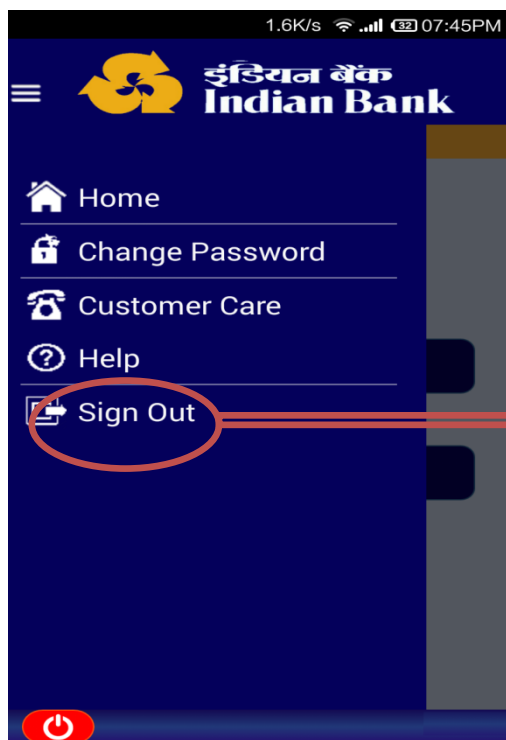 1.6K/s 32 07:45PM
इंडियन बैंक
Indian Bank
Home
Change Password
Customer Care
Help
Sign Out